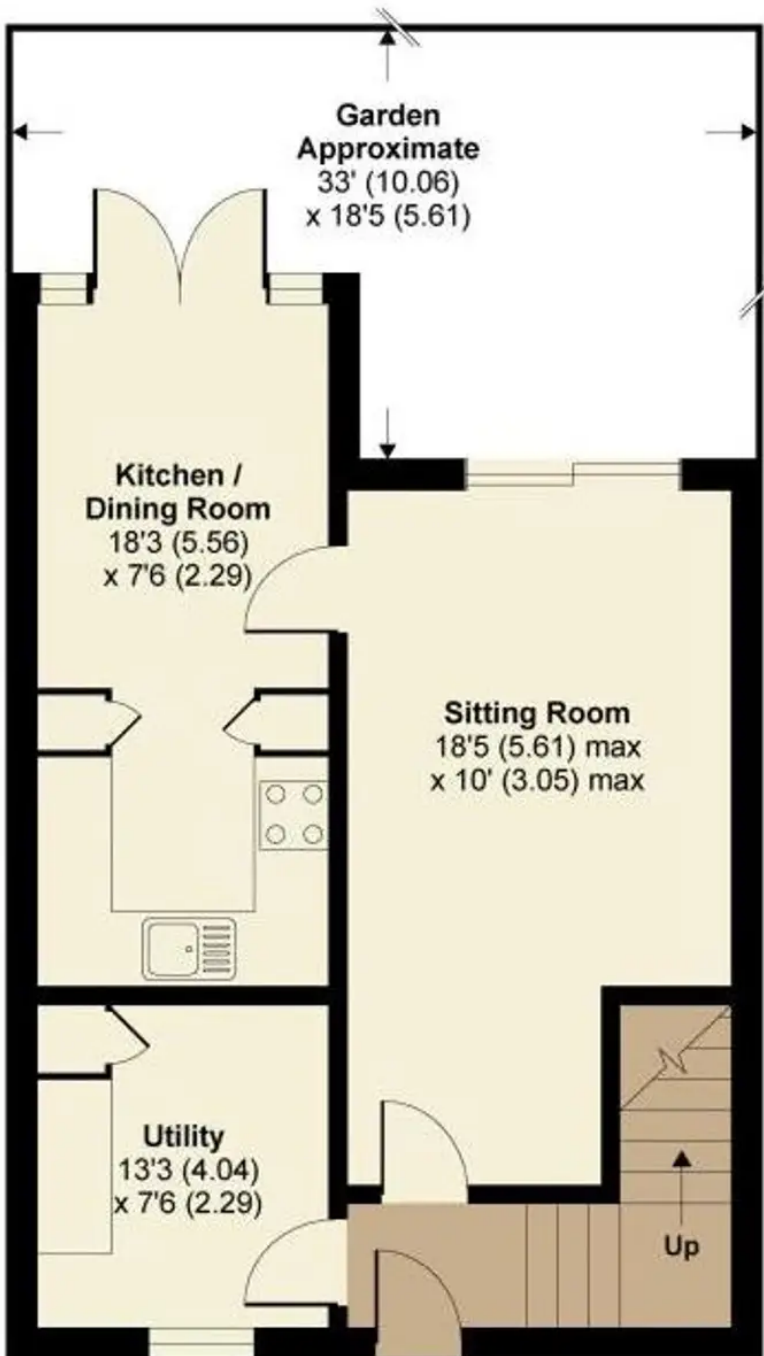 Garden
Approximate
33' (10.06)
x 18'5 (5.61)
Kitchen /
Dining Room
18'3 (5.56)
x 7'6 (2.29)
Sitting Room
18'5 (5.61) max
x 10' (3.05) max
Utility
13'3 (4.04)
x 7'6 (2.29)
Up